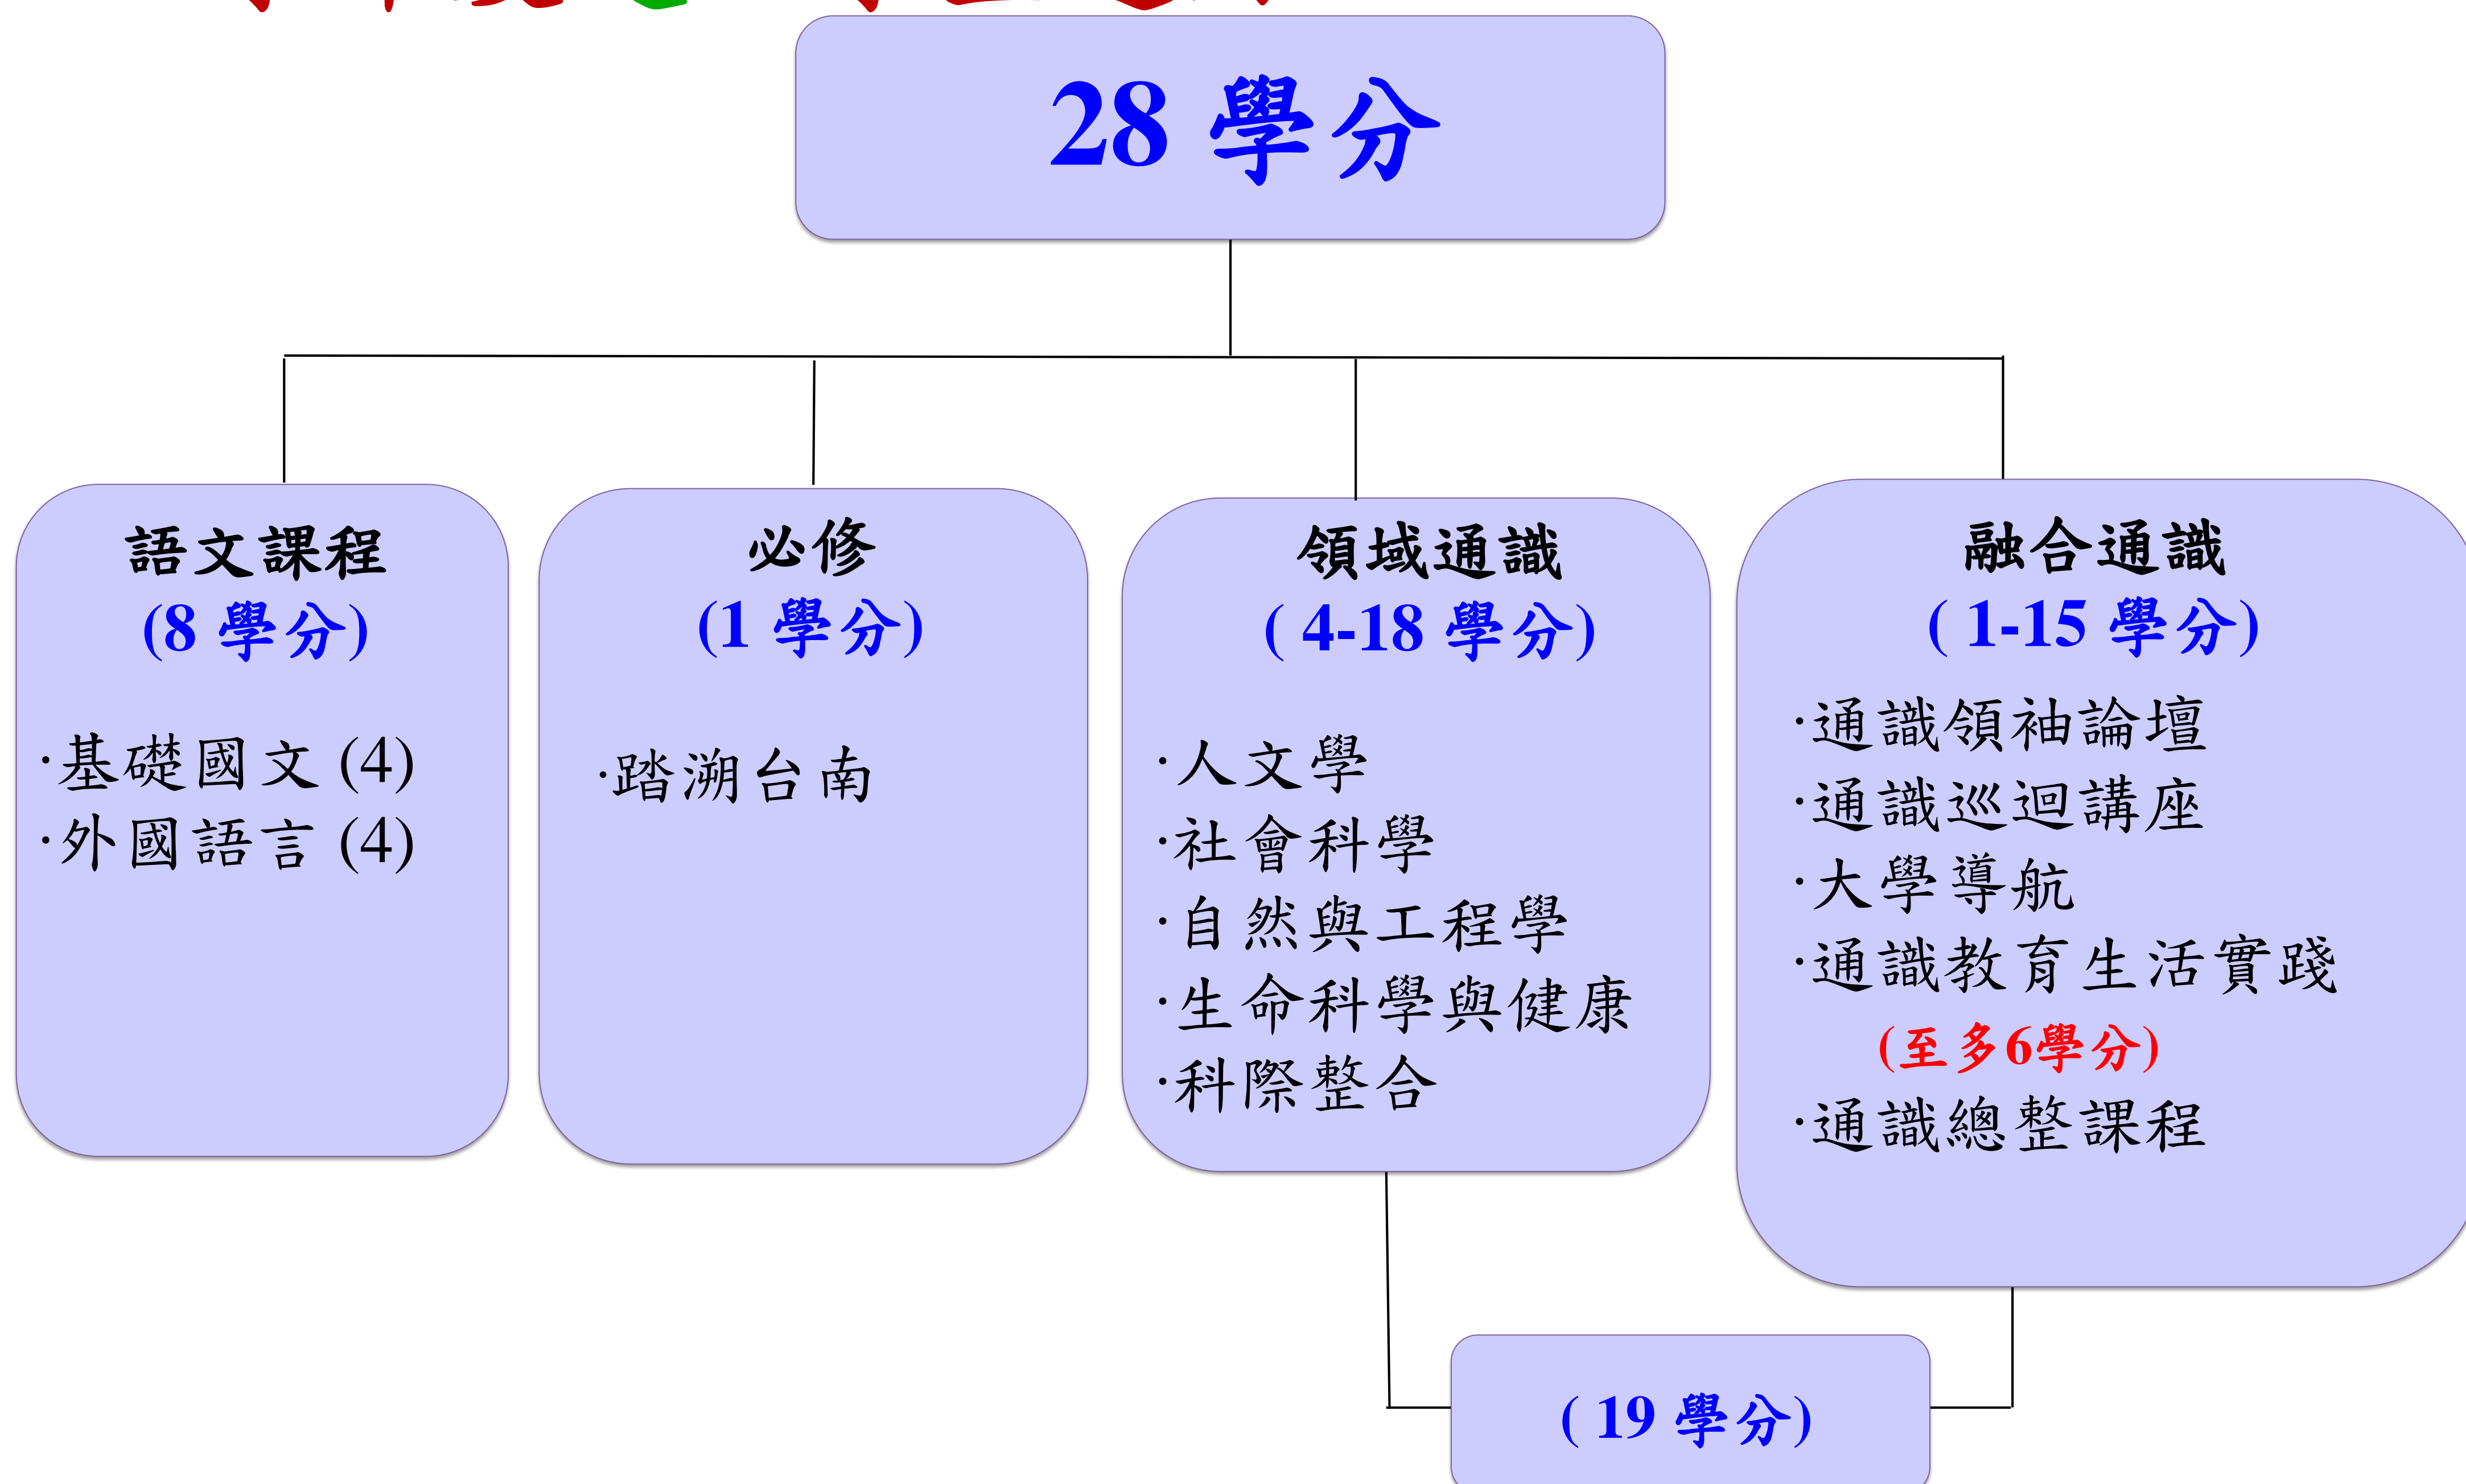 28 學分
語文課程
(8 學分)
·基礎國文 (4)
·外國語言 (4)
必修
(1 學分)
·踏溯台南
領域通識
( 4-18 學分)
·人文學
·社會科學
·自然與工程學
·生命科學與健康
·科際整合
融合通識
( 1-15 學分)
·通識領袖論壇
·通識巡迴講座
·大學導航
·通識教育生活實踐
(至多6學分)
·通識總整課程
( 19 學分)